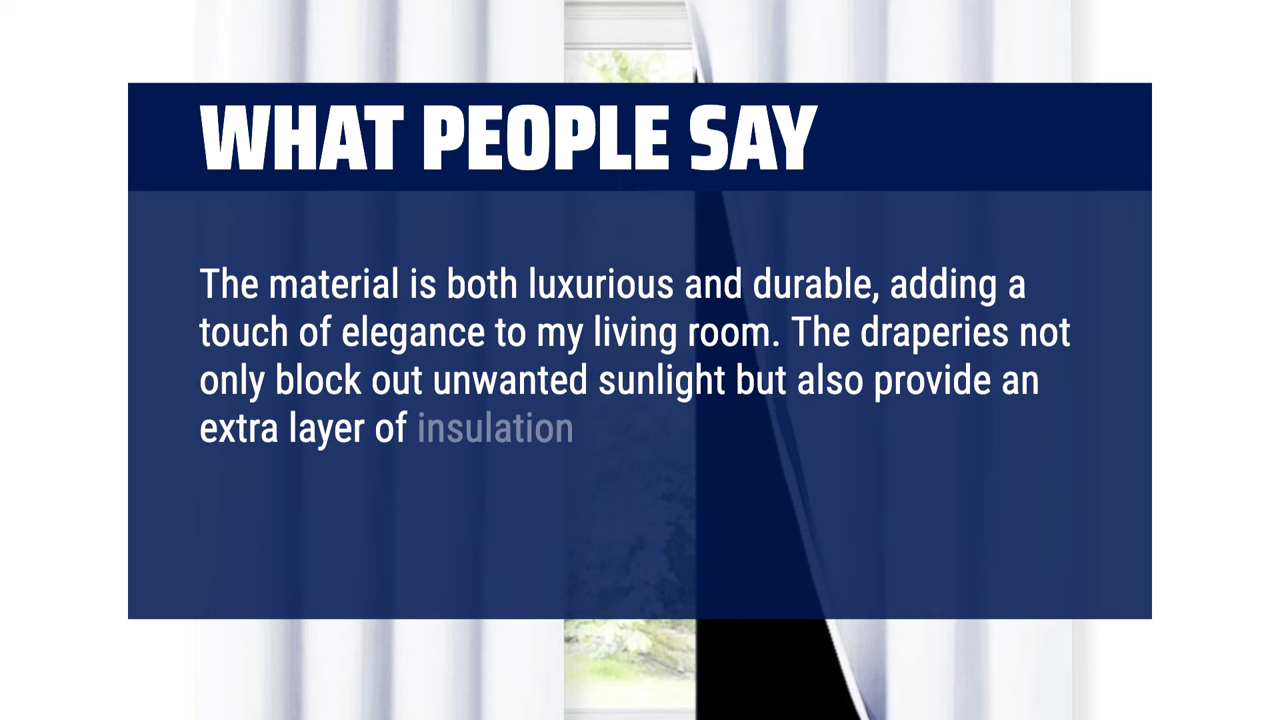 WHAT PEOPLE SAY
The material is both luxurious and durable, adding a
touch of elegance to my living room. The draperies not
only block out unwanted sunlight but also provide an
extra layer of insulation